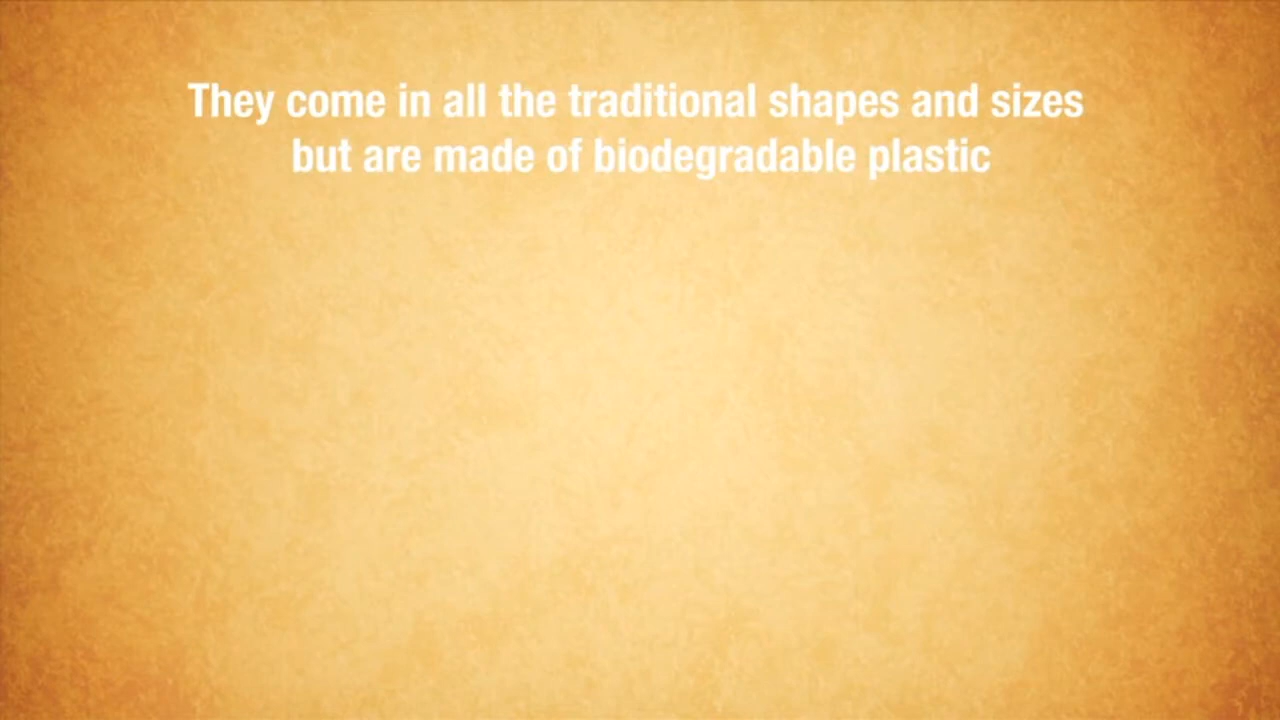 They come in all the traditional shapes and sizes
but are made of biodegradable plastic